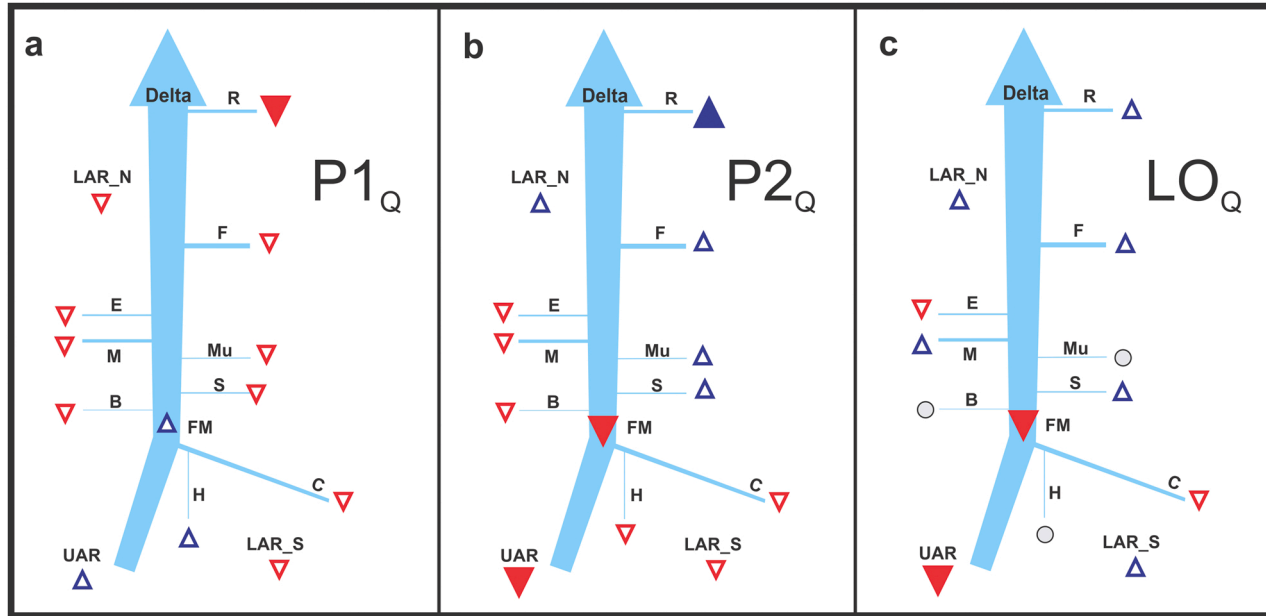 a
Delta
R
LAR_N
P1Q
F
E
M
Mu
S
B
FM
C
H
UAR
LAR_S
b
Delta
R
LAR_N
P2Q
F
E
M
Mu
S
B
FM
C
H
UAR
LAR_S
c
Delta
R
LAR_N
LOQ
F
E
M
Mu
S
B
FM
C
H
UAR
LAR_S